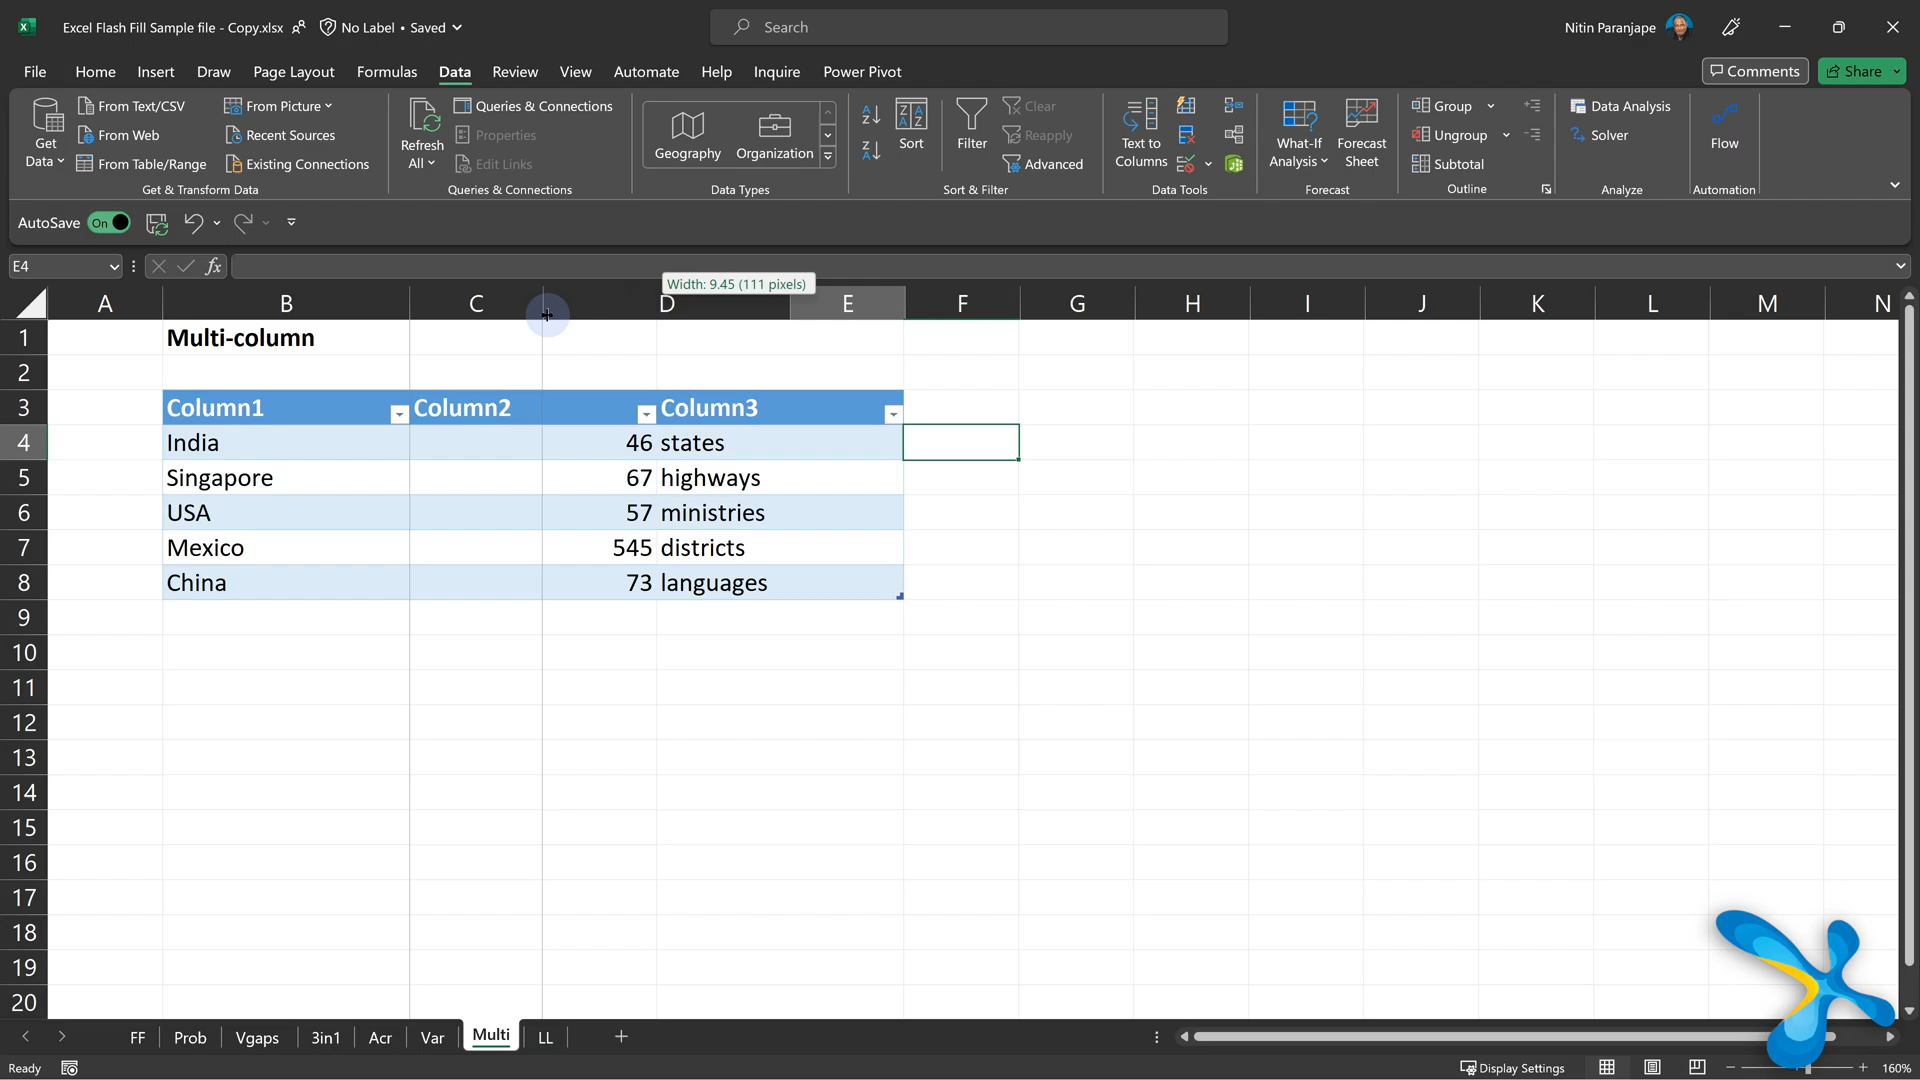 Excel Flash Fill Sample file - Copy.xlsx No Label • Saved
Search
Nitin Paranjape
File Home Insert Draw Page Layout Formulas Data Review View Automate Help Inquire Power Pivot
Comments Share
Get Data
From Text/CSV
From Web
From Table/Range
From Picture
Recent Sources
Existing Connections
Get & Transform Data
Refresh All
Queries & Connections
Properties
Edit Links
Queries & Connections
Geography Organization
Data Types
Sort
Filter
Clear
Reapply
Advanced
Sort & Filter
Text to Columns
Data Tools
What-If Analysis
Forecast Sheet
Forecast
Group
Ungroup
Subtotal
Outline
Data Analysis
Solver
Analyze
Flow
Automation
AutoSave On
E4
fx
Width: 9.45 (111 pixels)
A B C D E F G H I J K L M N
1 Multi-column
2
3 Column1 Column2 Column3
4 India 46 states
5 Singapore 67 highways
6 USA 57 ministries
7 Mexico 545 districts
8 China 73 languages
9
10
11
12
13
14
15
16
17
18
19
20
FF Prob Vgaps 3in1 Acr Var Multi LL
Ready
Display Settings
160%